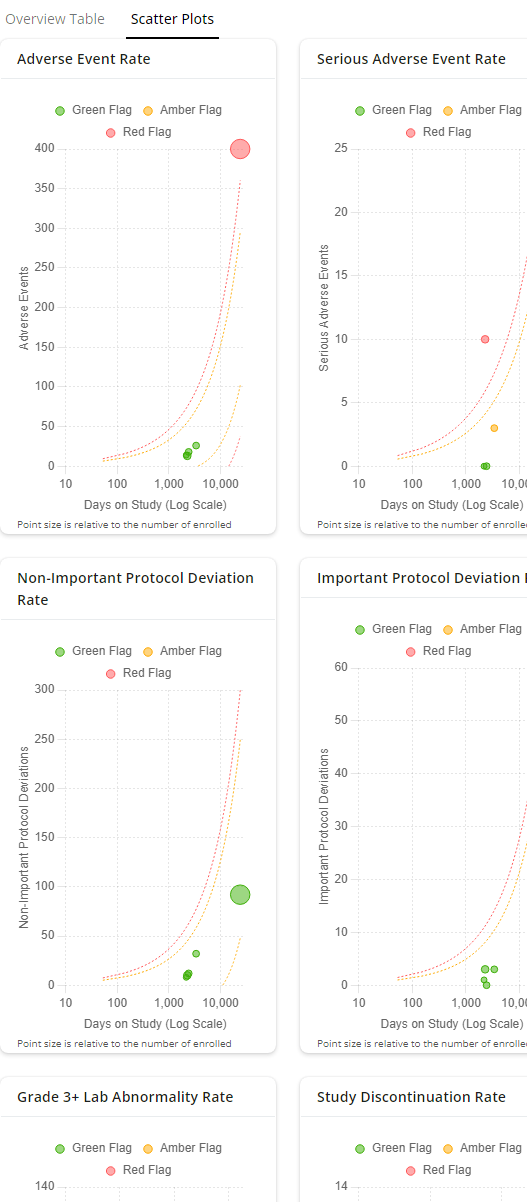 Overview Table
Scatter Plots
Adverse Event Rate
Green Flag
Amber Flag
Red Flag
400
350
300
250
200
150
100
50
0
Adverse Events
10
100
1,000
10,000
Days on Study (Log Scale)
Point size is relative to the number of enrolled
Serious Adverse Event Rate
Green Flag
Amber Flag
Red Flag
25
20
15
10
5
0
Serious Adverse Events
10
100
1,000
10,00
Days on Study (Log Scale)
Point size is relative to the number of enrolle
Non-Important Protocol Deviation
Rate
Green Flag
Amber Flag
Red Flag
300
250
200
150
100
50
0
Non-Important Protocol Deviations
10
100
1,000
10,000
Days on Study (Log Scale)
Point size is relative to the number of enrolled
Important Protocol Deviation
Green Flag
Amber Flag
Red Flag
60
50
40
30
20
10
0
Important Protocol Deviations
10
100
1,000
10,00
Days on Study (Log Scale)
Point size is relative to the number of enrolle
Grade 3+ Lab Abnormality Rate
Green Flag
Amber Flag
Red Flag
140
Study Discontinuation Rate
Green Flag
Amber Flag
Red Flag
14